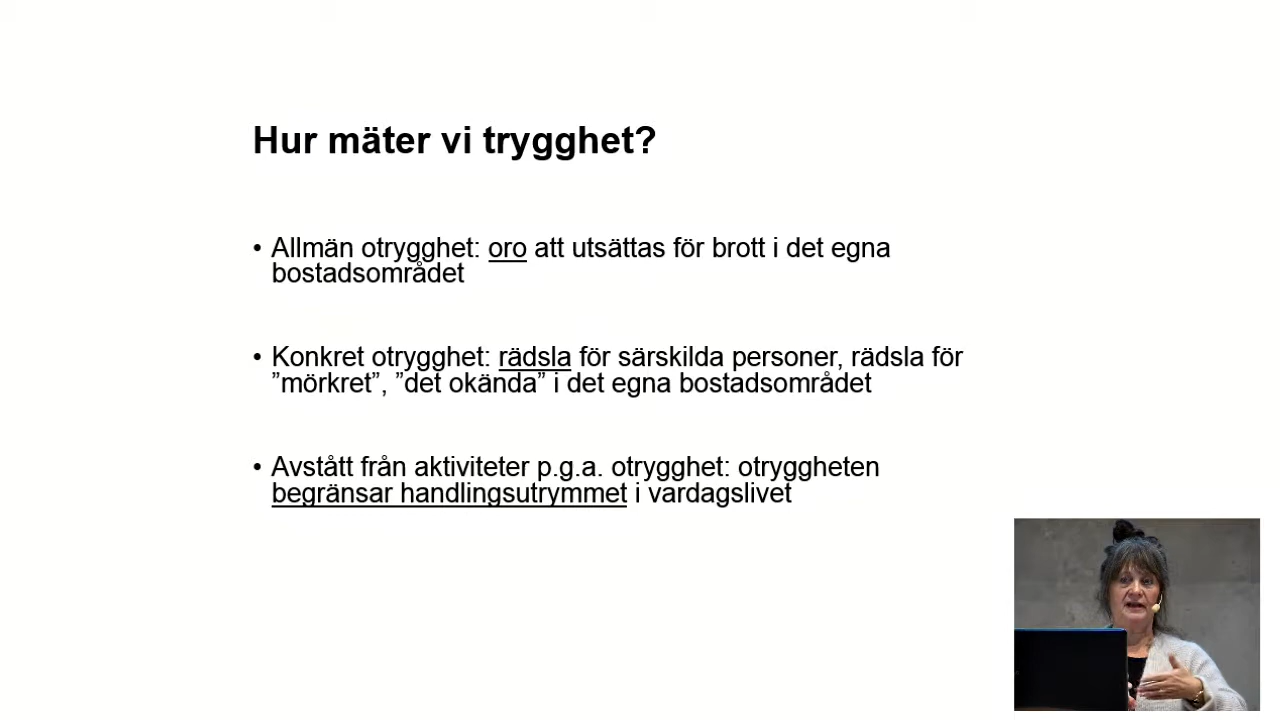 Hur mäter vi trygghet?
• Allmän otrygghet: oro att utsättas för brott i det egna
bostadsområdet
• Konkret otrygghet: rädsla för särskilda personer, rädsla för
”mörkret”, ”det okända” i det egna bostadsområdet
• Avstått från aktiviteter p.g.a. otrygghet: otryggheten
begränsar handlingsutrymmet i vardagslivet